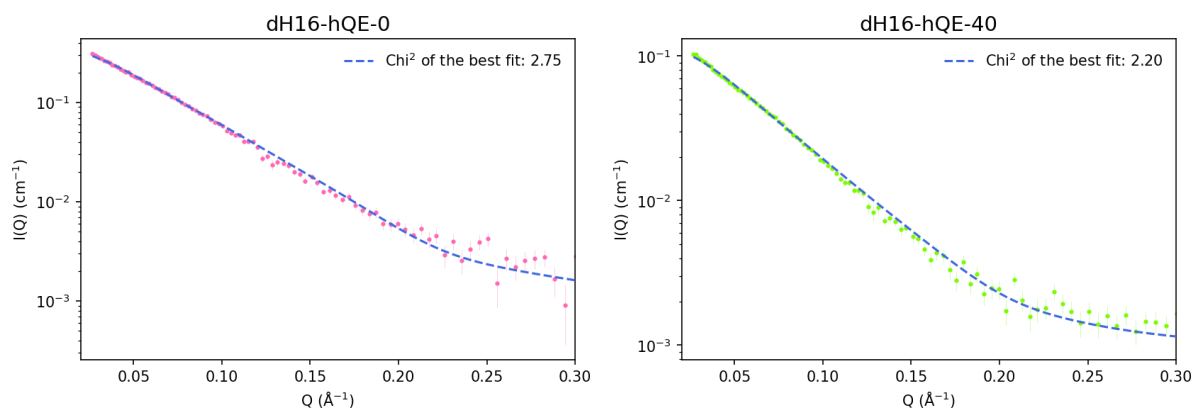 dH16-hQE-0
Chi² of the best fit: 2.75
10⁻¹
10⁻²
10⁻³
I(Q) (cm⁻¹)
0.05 0.10 0.15 0.20 0.25 0.30
Q (Å⁻¹)
dH16-hQE-40
Chi² of the best fit: 2.20
10⁻¹
10⁻²
10⁻³
I(Q) (cm⁻¹)
0.05 0.10 0.15 0.20 0.25 0.30
Q (Å⁻¹)